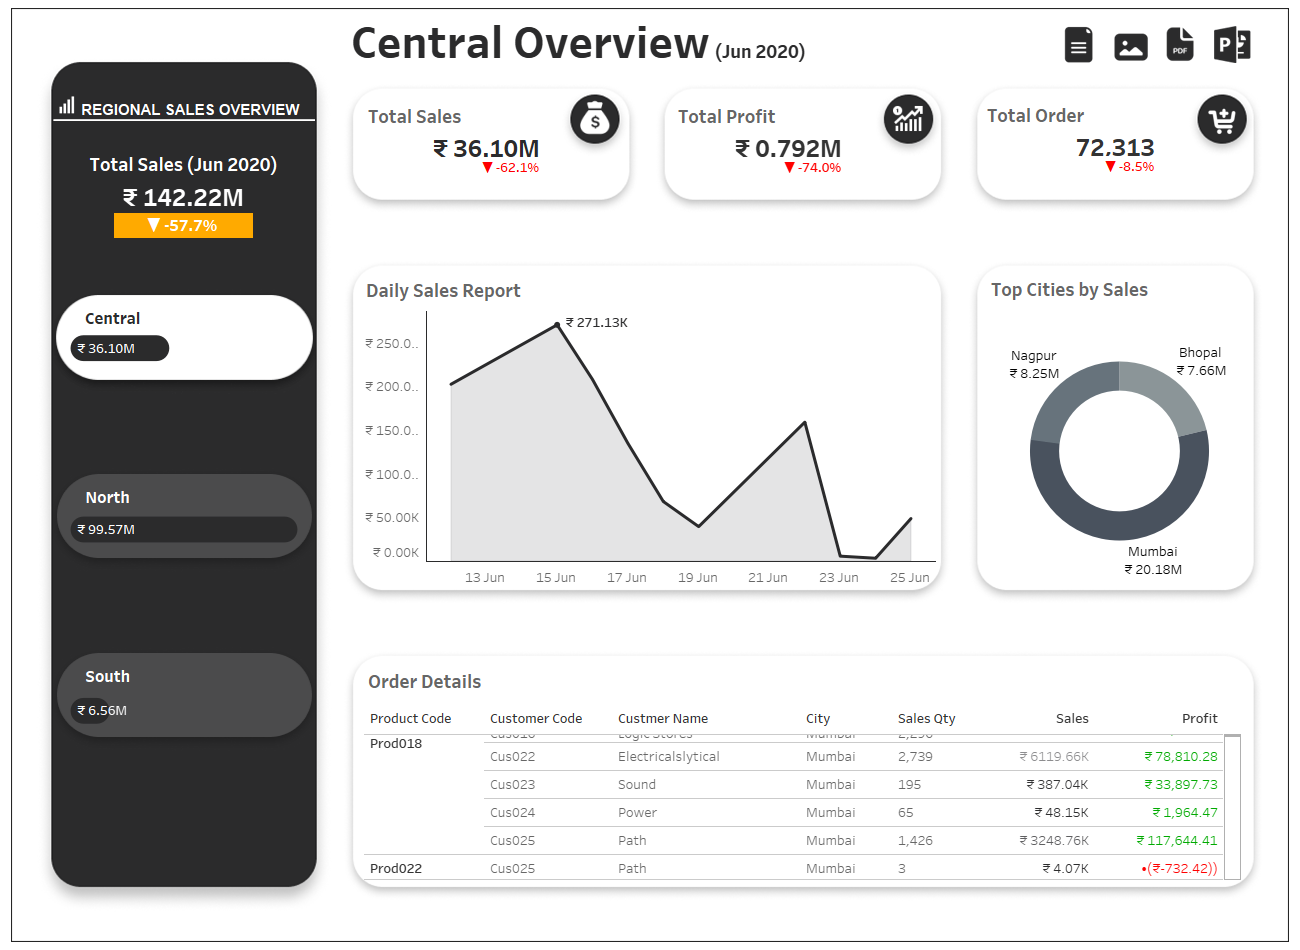 Central Overview (Jun 2020)
PDF
P
REGIONAL SALES OVERVIEW
Total Sales (Jun 2020)
₹ 142.22M
▼ -57.7%
Central
₹ 36.10M
North
₹ 99.57M
South
₹ 6.56M
Total Sales
₹ 36.10M
▼ -62.1%
$
Total Profit
₹ 0.792M
▼ -74.0%
Total Order
72,313
▼ -8.5%
Daily Sales Report
₹ 271.13K
₹ 250.0..
₹ 200.0..
₹ 150.0..
₹ 100.0..
₹ 50.00K
₹ 0.00K
13 Jun 15 Jun 17 Jun 19 Jun 21 Jun 23 Jun 25 Jun
Top Cities by Sales
Nagpur
₹ 8.25M
Bhopal
₹ 7.66M
Mumbai
₹ 20.18M
Order Details
Product Code Customer Code Custmer Name City Sales Qty Sales Profit
Prod018
Cus022 Electricalslytical Mumbai 2,739 ₹ 6119.66K ₹ 78,810.28
Cus023 Sound Mumbai 195 ₹ 387.04K ₹ 33,897.73
Cus024 Power Mumbai 65 ₹ 48.15K ₹ 1,964.47
Cus025 Path Mumbai 1,426 ₹ 3248.76K ₹ 117,644.41
Prod022 Cus025 Path Mumbai 3 ₹ 4.07K •(₹-732.42))